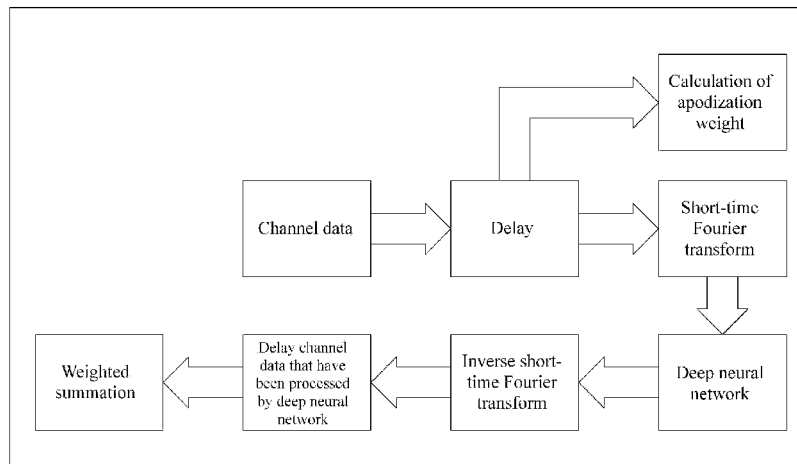 Calculation of
apodization
weight
Channel data
Delay
Short-time
Fourier
transform
Weighted
summation
Delay channel
data that have
been processed
by deep neural
network
Inverse short-
time Fourier
transform
Deep neural
network